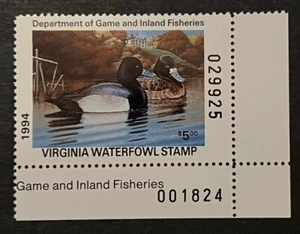 Department of Game and Inland Fisheries
029925
1994
$5.00
VIRGINIA WATERFOWL STAMP
Game and Inland Fisheries
001824